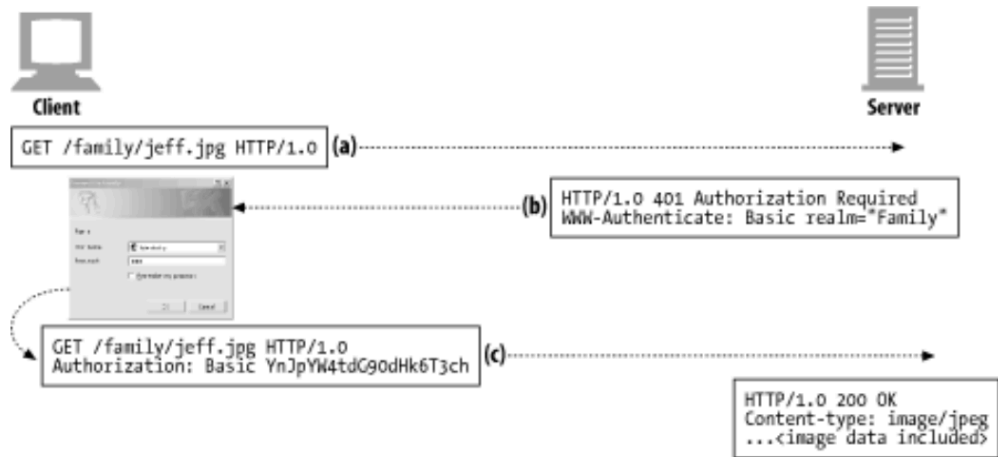 Client
Server
GET /family/jeff.jpg HTTP/1.0
(a)
(b)
HTTP/1.0 401 Authorization Required
WWW-Authenticate: Basic realm="Family"
GET /family/jeff.jpg HTTP/1.0
Authorization: Basic YnJpYW4tdG90dHk6T3ch
(c)
HTTP/1.0 200 OK
Content-type: image/jpeg
...<image data included>